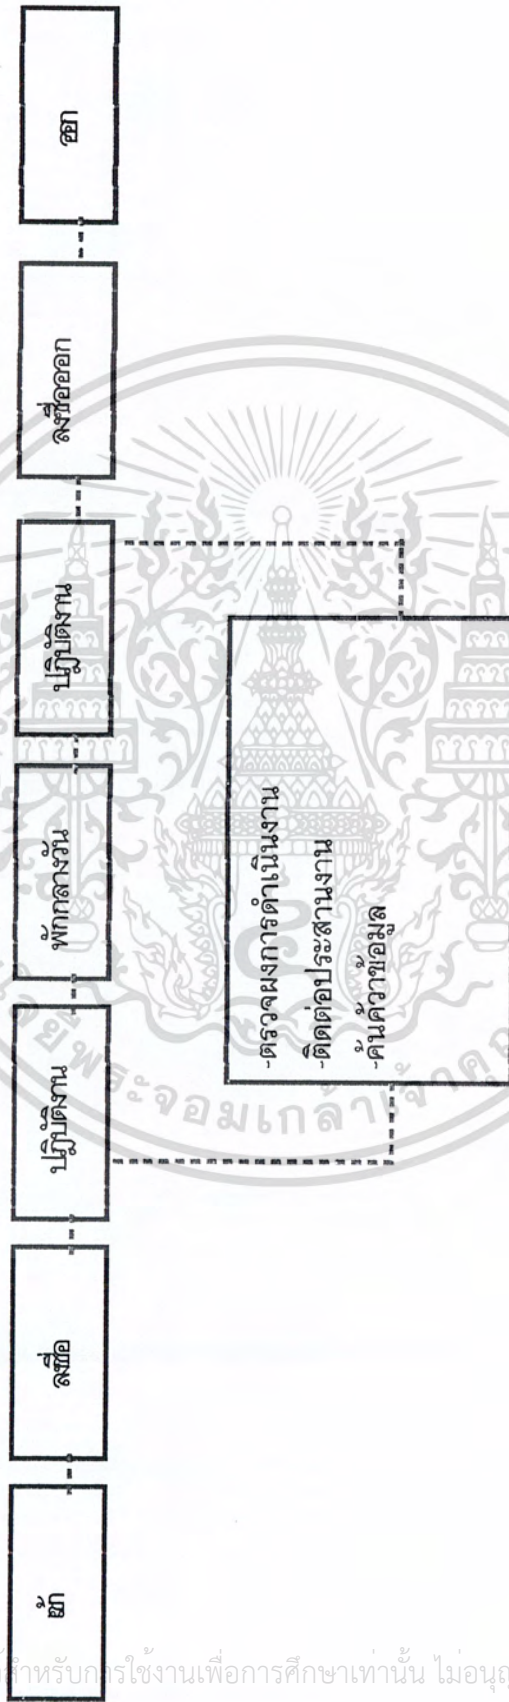 เข้า
ลงชื่อ
ปฏิบัติงาน
พักกลางวัน
ปฏิบัติงาน
ลงชื่อออก
ออก
-ตรวจผงการดำเนินงาน
-ติดต่อประสานงาน
-ค้นคว้าข้อมูล
พระจอมเกล้าเจ้าคุณ
สำหรับการใช้งานเพื่อการศึกษาเท่านั้น